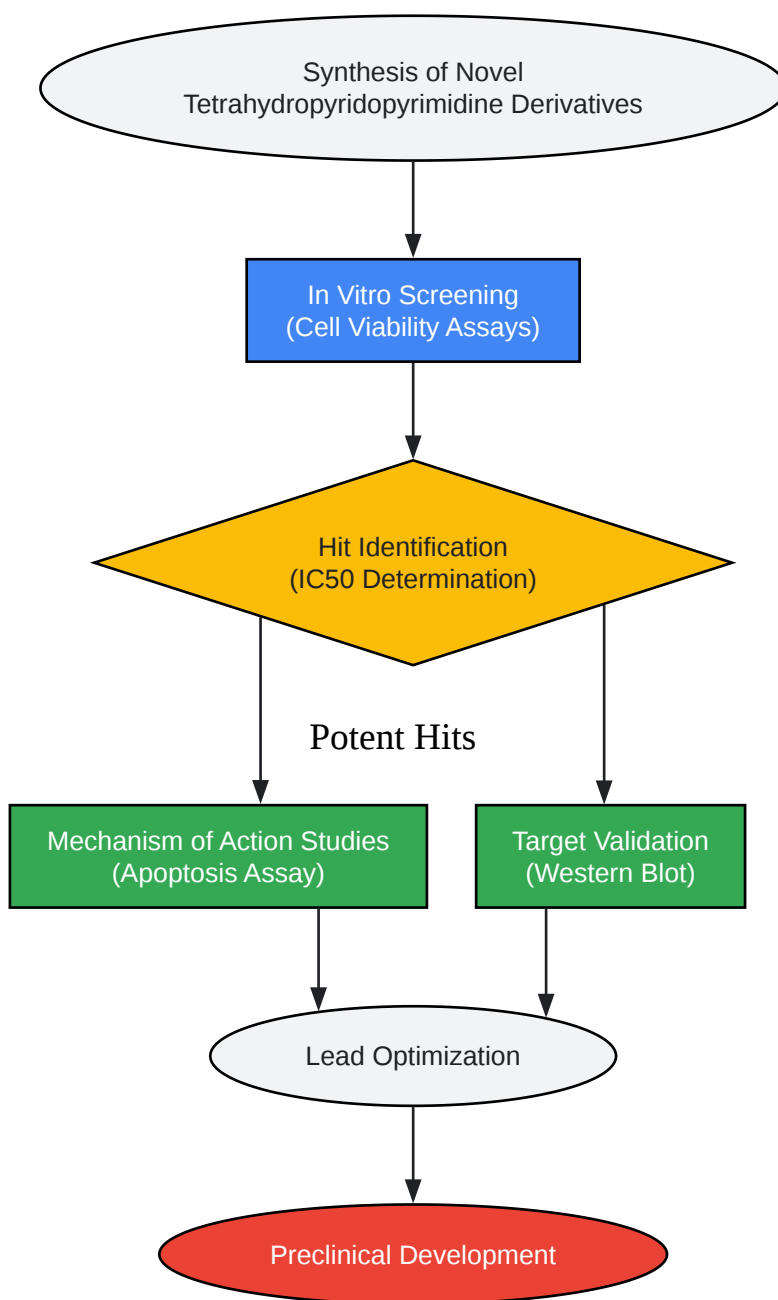 Synthesis of Novel
Tetrahydropyridopyrimidine Derivatives
In Vitro Screening
(Cell Viability Assays)
Hit Identification
(IC50 Determination)
Potent Hits
Mechanism of Action Studies
(Apoptosis Assay)
Target Validation
(Western Blot)
Lead Optimization
Preclinical Development